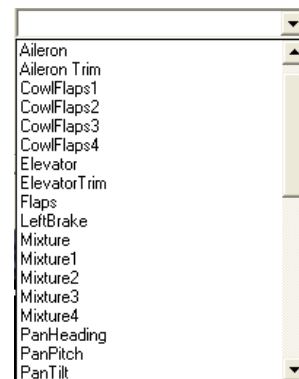 Aileron
Aileron Trim
CowlFlaps1
CowlFlaps2
CowlFlaps3
CowlFlaps4
Elevator
ElevatorTrim
Flaps
LeftBrake
Mixture
Mixture1
Mixture2
Mixture3
Mixture4
PanHeading
PanPitch
PanTilt